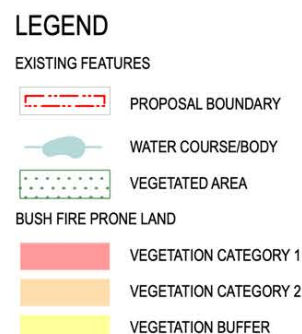 LEGEND
EXISTING FEATURES
PROPOSAL BOUNDARY
WATER COURSE/BODY
VEGETATED AREA
BUSH FIRE PRONE LAND
VEGETATION CATEGORY 1
VEGETATION CATEGORY 2
VEGETATION BUFFER